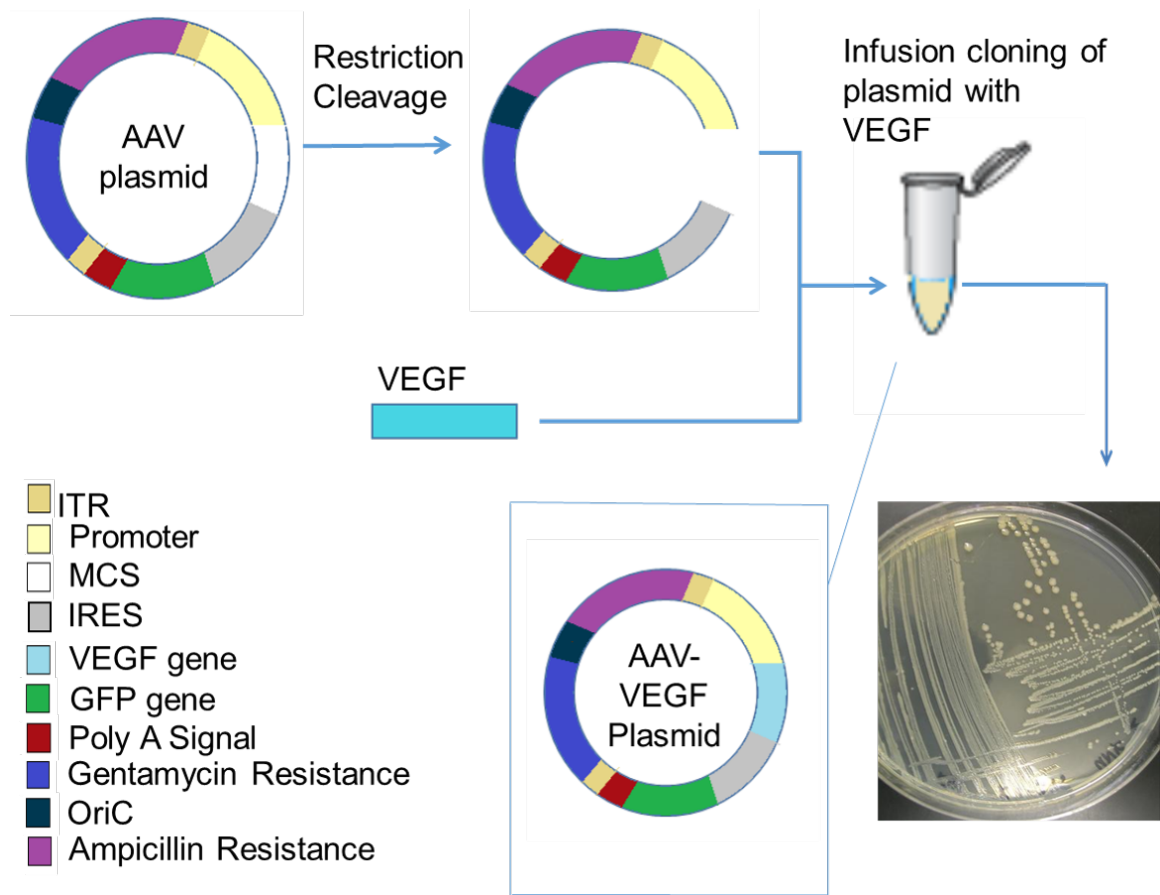 Restriction
Cleavage
Infusion cloning of
plasmid with
VEGF
AAV
plasmid
VEGF
ITR
Promoter
MCS
IRES
VEGF gene
GFP gene
Poly A Signal
Gentamycin Resistance
OriC
Ampicillin Resistance
AAV-
VEGF
Plasmid